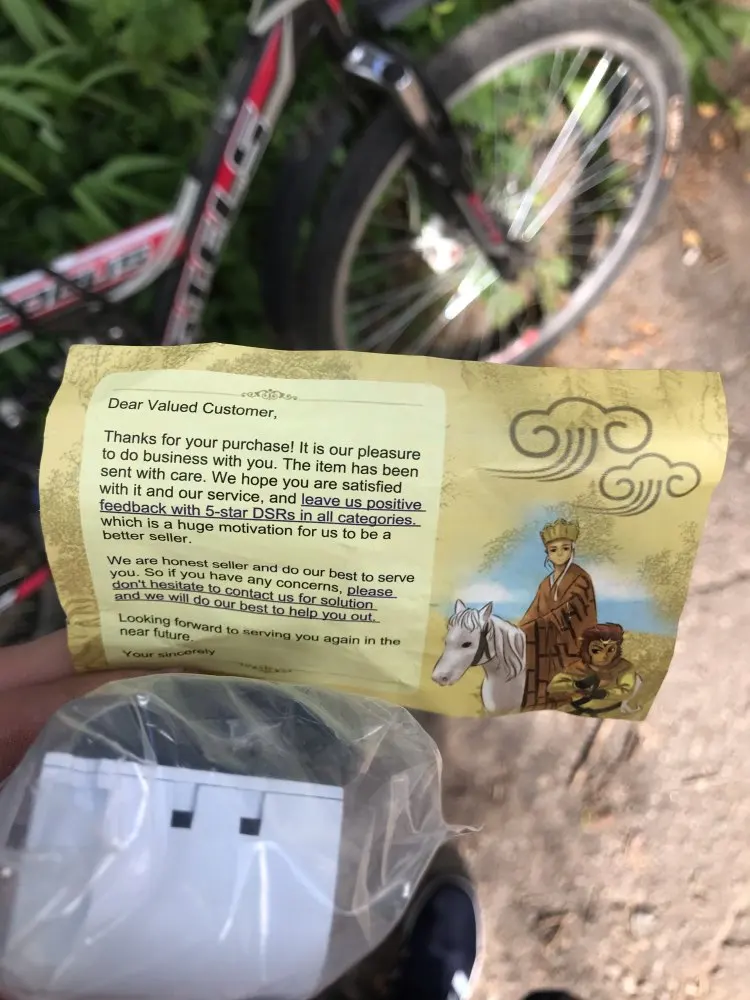 STELS
Dear Valued Customer,
Thanks for your purchase! It is our pleasure
to do business with you. The item has been
sent with care. We hope you are satisfied
with it and our service, and leave us positive
feedback with 5-star DSRs in all categories.
which is a huge motivation for us to be a
better seller.
We are honest seller and do our best to serve
you. So if you have any concerns, please
don't hesitate to contact us for solution
and we will do our best to help you out.
Looking forward to serving you again in the
near future.
Your sincerely